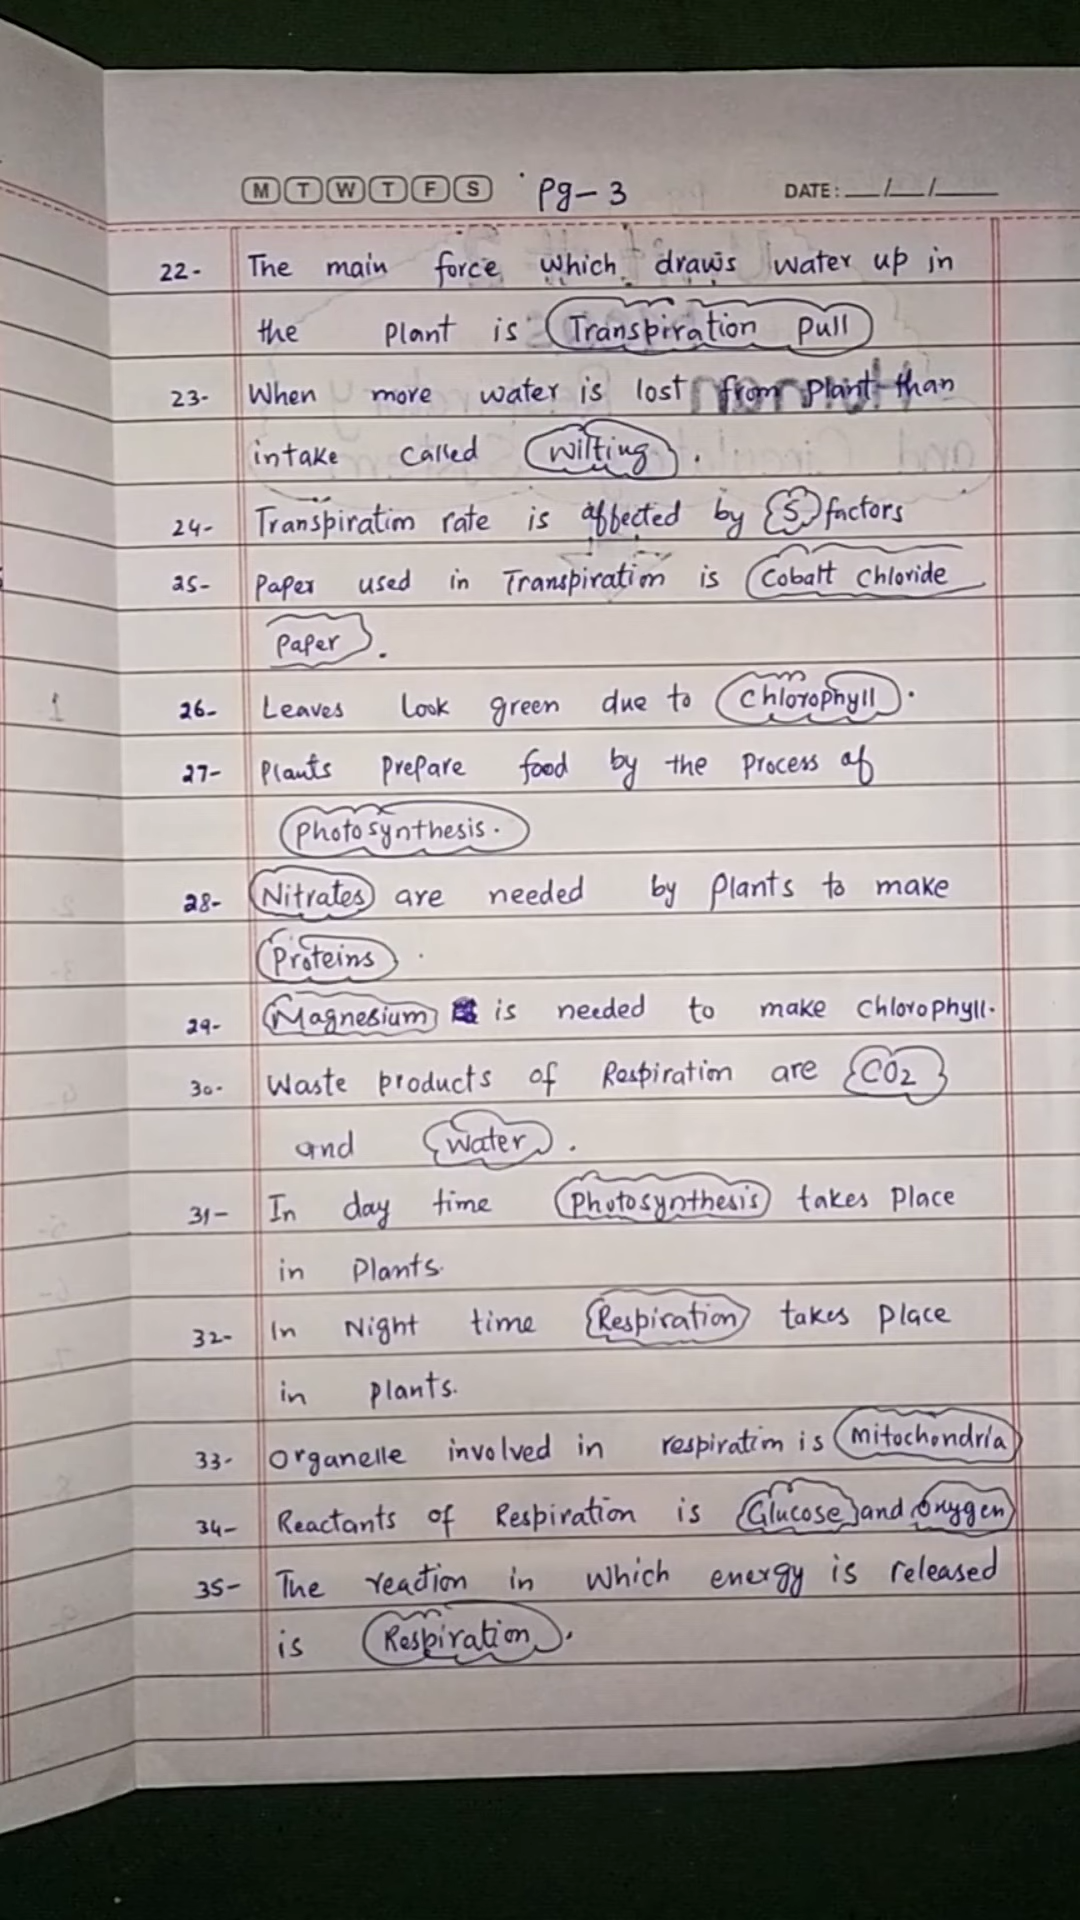 M T W T F S Pg-3 DATE: __/__/__
22- The main force which draws water up in
the Plant is Transpiration Pull
23- When more water is lost from Plant than
intake called wilting.
24- Transpiration rate is affected by 5 factors
25- Paper used in Transpiration is Cobalt Chloride
Paper.
26- Leaves look green due to Chlorophyll.
27- Plants Prepare food by the Process of
Photosynthesis.
28- Nitrates are needed by Plants to make
Proteins.
29- Magnesium is needed to make Chlorophyll.
30- Waste products of Respiration are CO2
and water.
31- In day time Photosynthesis takes Place
in Plants.
32- In Night time Respiration takes Place
in plants.
33- Organelle involved in respiration is mitochondria
34- Reactants of Respiration is Glucose and Oxygen
35- The reaction in which energy is released
is Respiration.